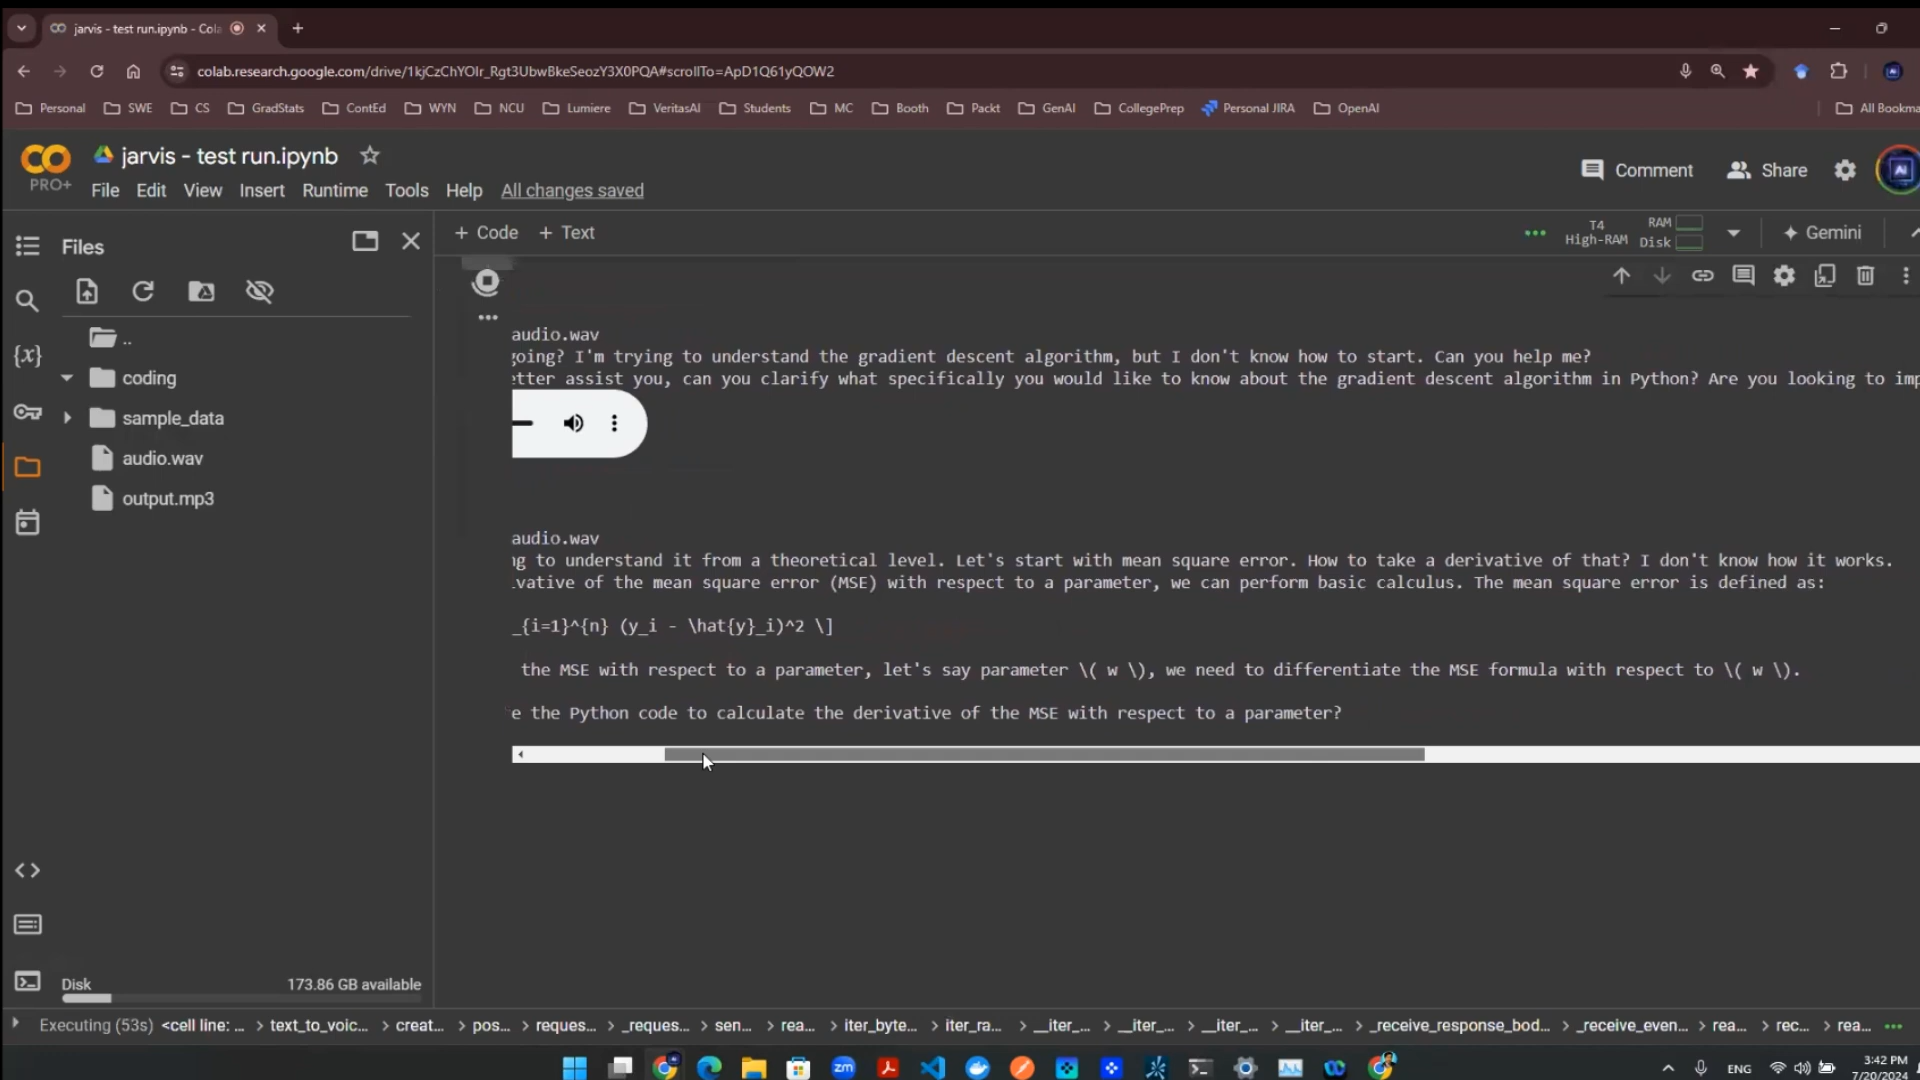 jarvis - test run.ipynb - Cola
colab.research.google.com/drive/1kjCzChYOIr_Rgt3UbwBkeSeozY3X0PQA#scrollTo=ApD1Q61yQOW2
Personal SWE CS GradStats ContEd WYN NCU Lumiere VeritasAI Students MC Booth Packt GenAI CollegePrep Personal JIRA OpenAI All Bookma
CO jarvis - test run.ipynb
PRO+ File Edit View Insert Runtime Tools Help All changes saved
Comment Share AI
Files
+ Code + Text
T4 RAM
High-RAM Disk
Gemini
{x}
..
coding
sample_data
audio.wav
output.mp3
audio.wav
going? I'm trying to understand the gradient descent algorithm, but I don't know how to start. Can you help me?
etter assist you, can you clarify what specifically you would like to know about the gradient descent algorithm in Python? Are you looking to imp
audio.wav
ng to understand it from a theoretical level. Let's start with mean square error. How to take a derivative of that? I don't know how it works.
ivative of the mean square error (MSE) with respect to a parameter, we can perform basic calculus. The mean square error is defined as:
_{i=1}^{n} (y_i - \hat{y}_i)^2 \]
the MSE with respect to a parameter, let's say parameter \( w \), we need to differentiate the MSE formula with respect to \( w \).
e the Python code to calculate the derivative of the MSE with respect to a parameter?
Disk 173.86 GB available
Executing (53s) <cell line: ... > text_to_voic... > creat... > pos... > reques... > _reques... > sen... > rea... > iter_byte... > iter_ra... > __iter_... > __iter_... > __iter_... > __iter_... > _receive_response_bod... > _receive_even... > rea... > rec... > rea...
zm
ENG
3:42 PM
7/20/2024